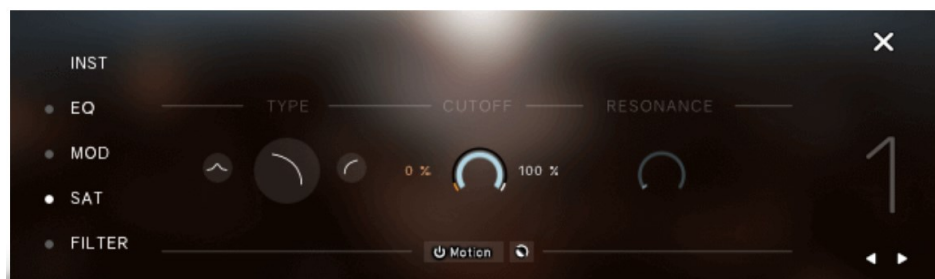 INST
EQ
TYPE CUTOFF RESONANCE
MOD
0 % 100 %
1
SAT
FILTER
Motion